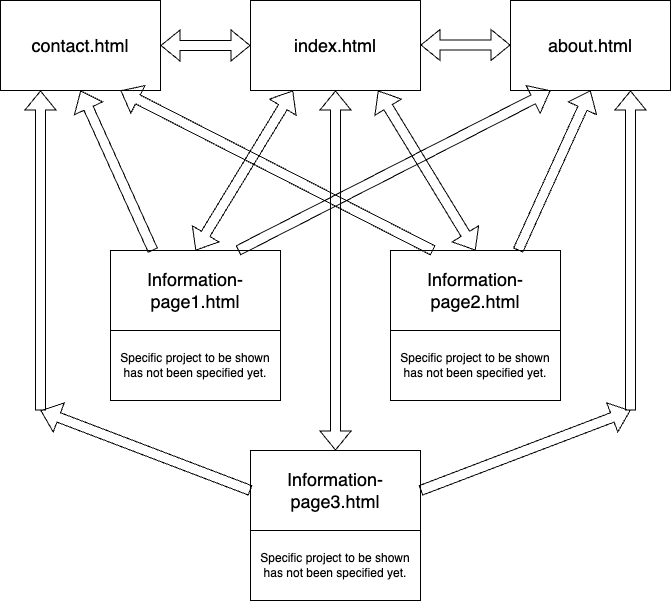 contact.html
index.html
about.html
Information-
page1.html
Specific project to be shown
has not been specified yet.
Information-
page2.html
Specific project to be shown
has not been specified yet.
Information-
page3.html
Specific project to be shown
has not been specified yet.